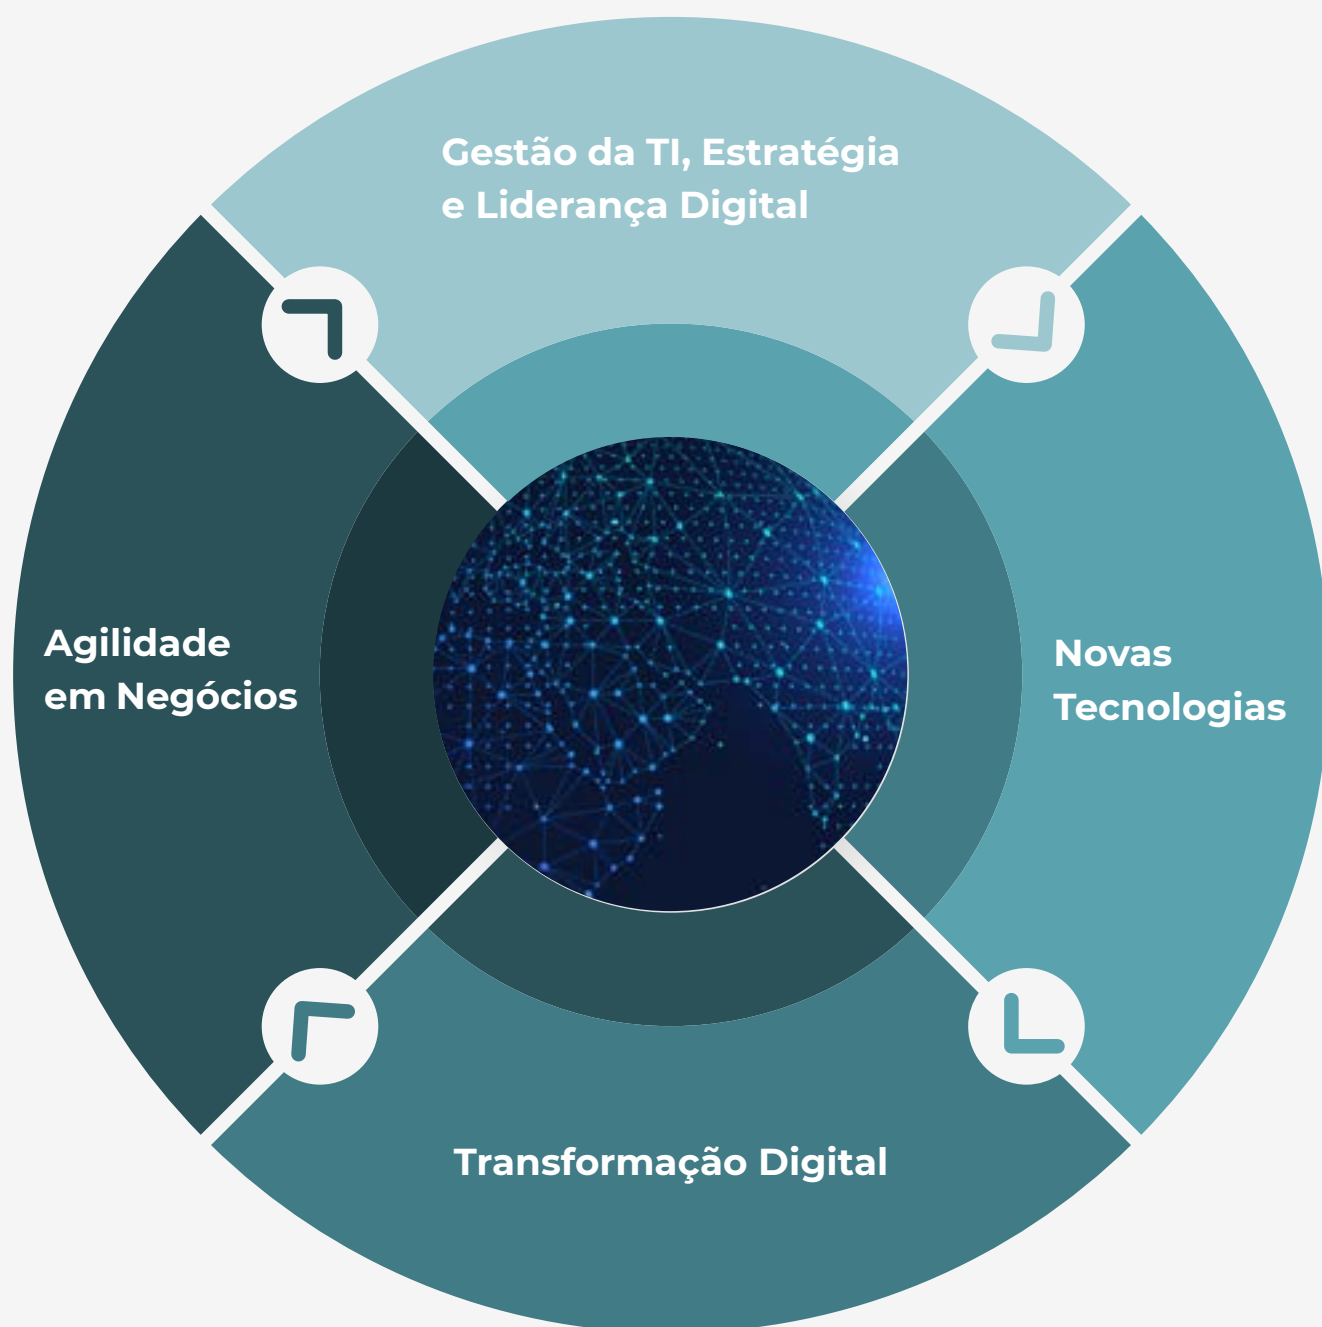 Gestão da TI, Estratégia
e Liderança Digital
Agilidade
em Negócios
Novas
Tecnologias
Transformação Digital